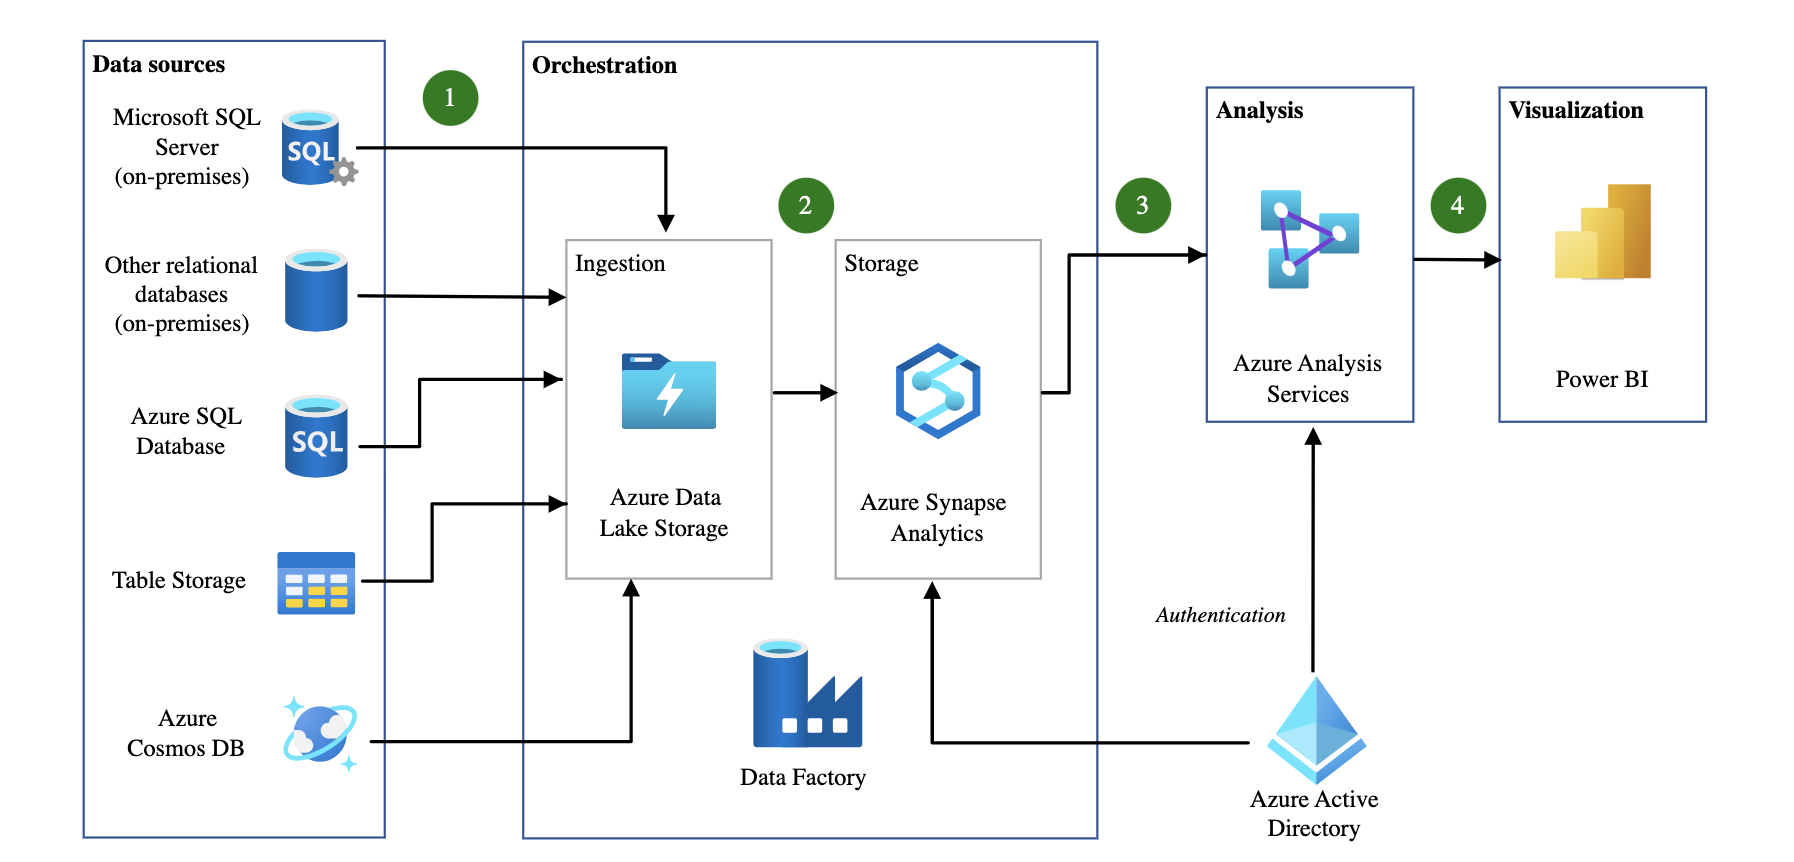 Data sources
Microsoft SQL
Server
(on-premises)
SQL
Other relational
databases
(on-premises)
Azure SQL
Database
SQL
Table Storage
Azure
Cosmos DB
1
Orchestration
Ingestion
Azure Data
Lake Storage
2
Storage
Azure Synapse
Analytics
Data Factory
3
Analysis
Azure Analysis
Services
4
Visualization
Power BI
Authentication
Azure Active
Directory